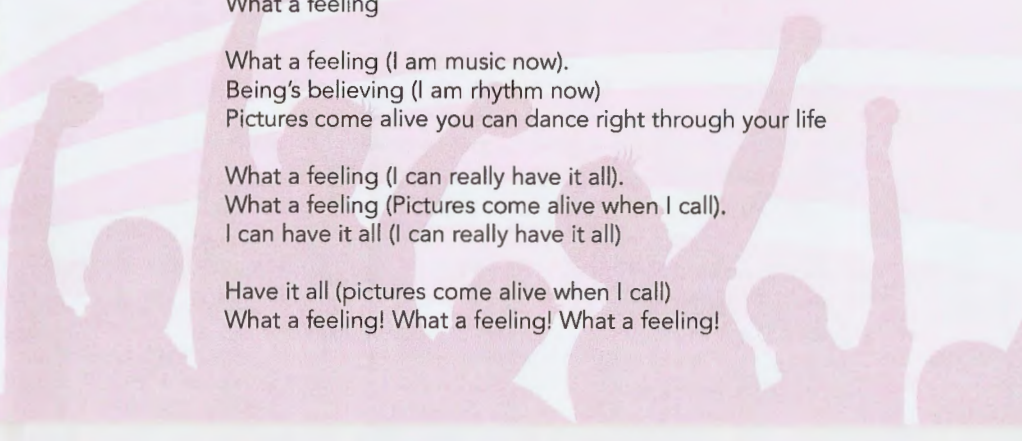 What a feeling
What a feeling (I am music now).
Being's believing (I am rhythm now)
Pictures come alive you can dance right through your life
What a feeling (I can really have it all).
What a feeling (Pictures come alive when I call).
I can have it all (I can really have it all)
Have it all (pictures come alive when I call)
What a feeling! What a feeling! What a feeling!